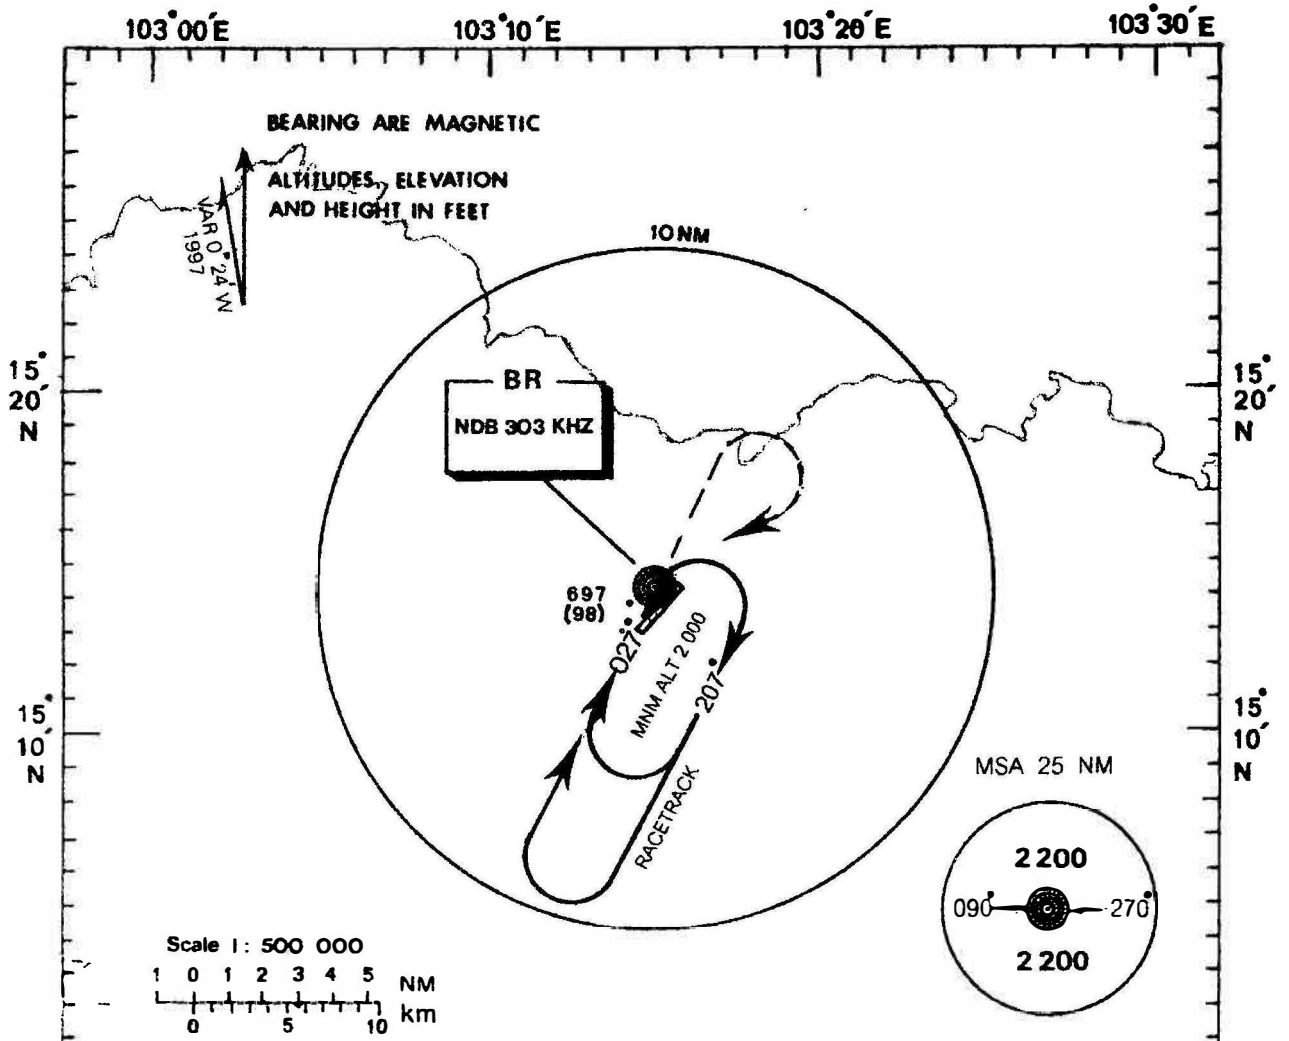 103°00′E
103°10′E
103°20′E
103°30′E
BEARING ARE MAGNETIC
ALTITUDES, ELEVATION
AND HEIGHT IN FEET
VAR 0°24′W
1997
10 NM
15°
20′
N
15°
20′
N
BR
NDB 303 KHZ
697
(98)
027°
MNM ALT 2 000
207°
RACETRACK
15°
10′
N
15°
10′
N
MSA 25 NM
2 200
090°
270°
2 200
Scale 1 : 500 000
1 0 1 2 3 4 5 NM
0 5 10 km